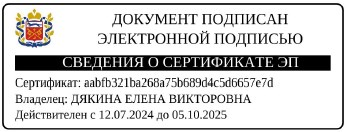 ДОКУМЕНТ ПОДПИСАН
ЭЛЕКТРОННОЙ ПОДПИСЬЮ
СВЕДЕНИЯ О СЕРТИФИКАТЕ ЭП
Сертификат: aabfb321ba268a75b689d4c5d6657e7d
Владелец: ДЯКИНА ЕЛЕНА ВИКТОРОВНА
Действителен с 12.07.2024 до 05.10.2025